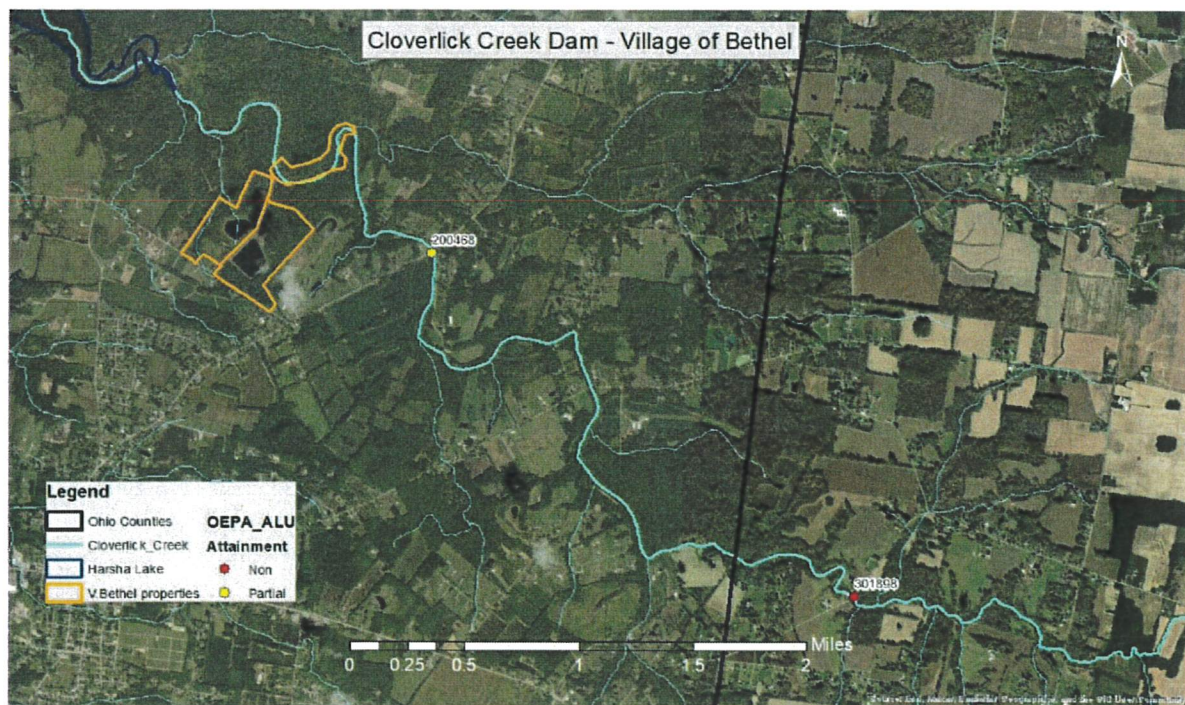 Cloverlick Creek Dam - Village of Bethel
N
200468
301898
Legend
Ohio Counties
Cloverlick_Creek
Harsha Lake
V.Bethel properties
OEPA_ALU
Attainment
Non
Partial
0 0.25 0.5 1 1.5 2 Miles